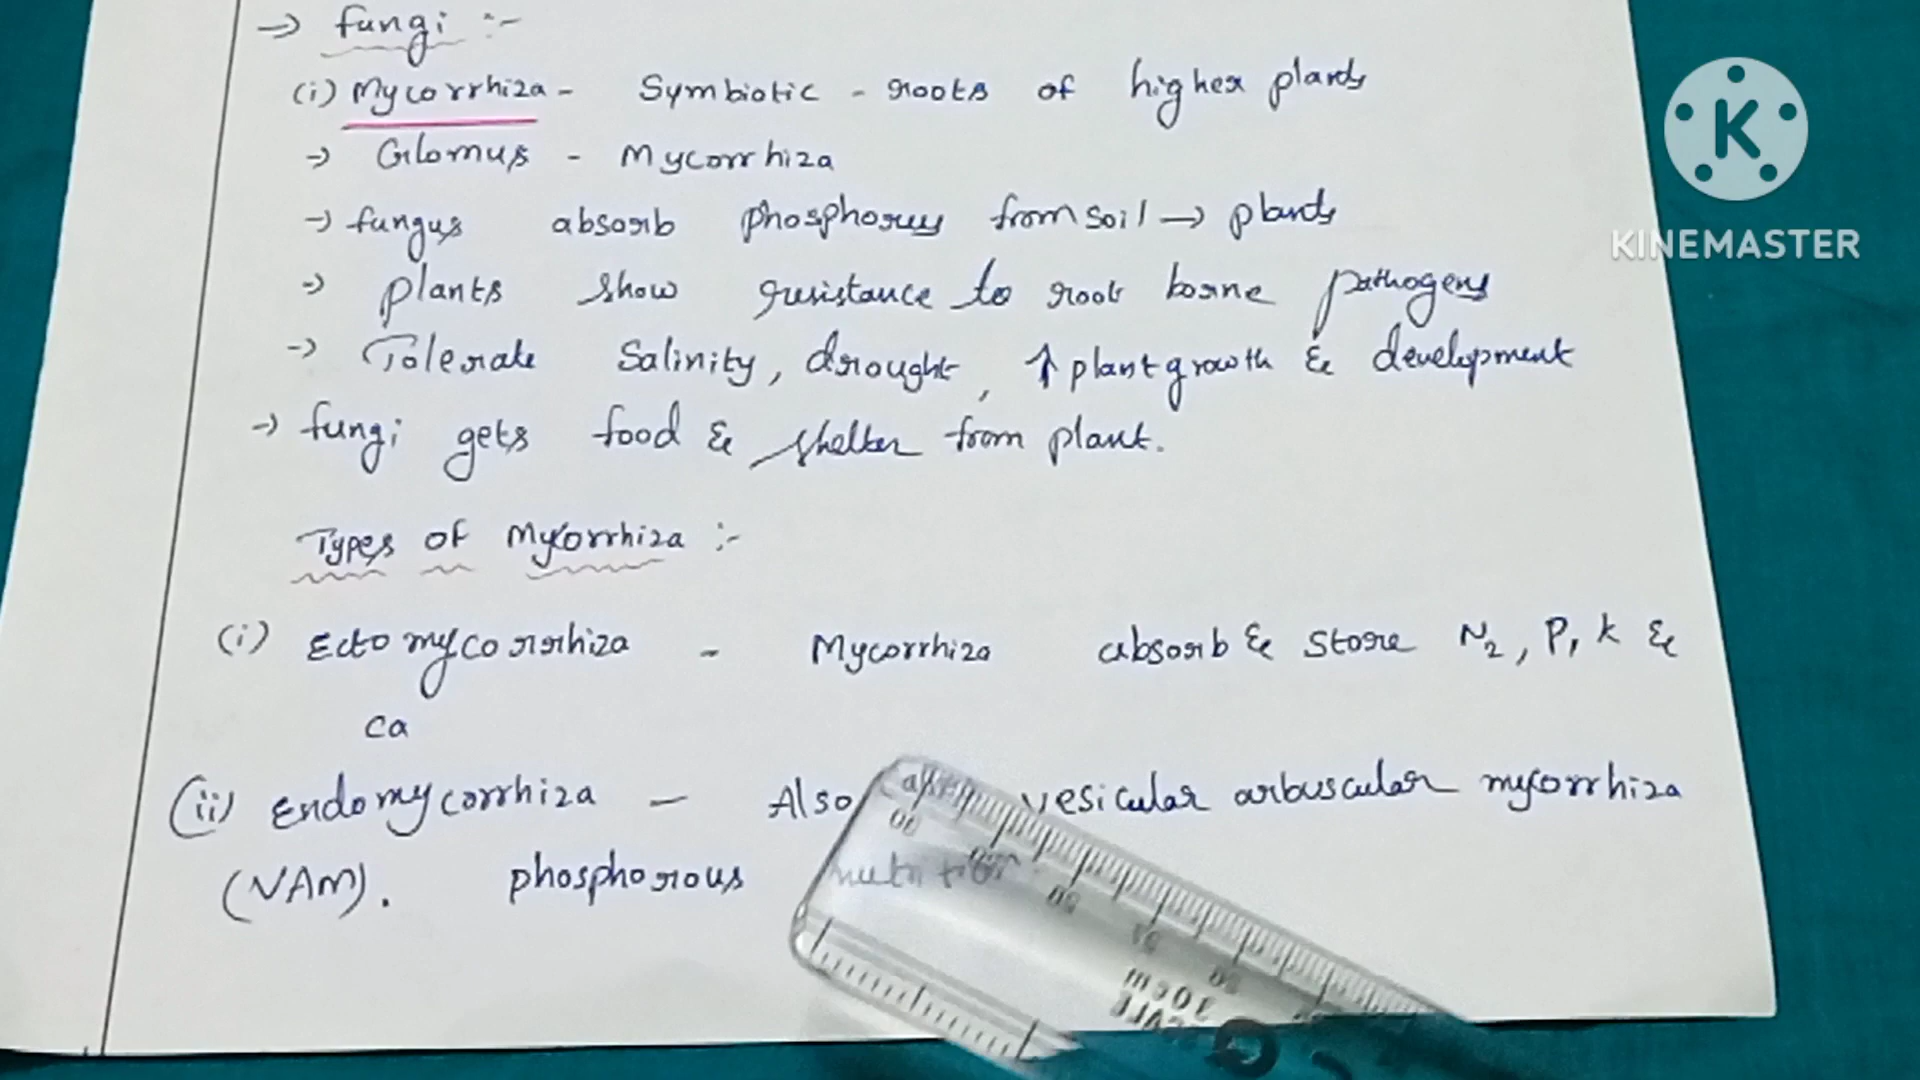 → fungi :-
(i) Mycorrhiza - Symbiotic - roots of higher plants
→ Glomus - Mycorrhiza
→ fungus absorb phosphorus from soil → plants
→ plants show resistance to root borne pathogens
→ Tolerate Salinity, drought, ↑ plant growth & development
→ fungi gets food & shelter from plant.
Types of Mycorrhiza :-
(i) Ectomycorrhiza - Mycorrhiza absorb & store N₂, P, K &
Ca
(ii) Endomycorrhiza - Also vesicular arbuscular mycorrhiza
(VAM). phosphorous nutrition
30cm
K
KINEMASTER